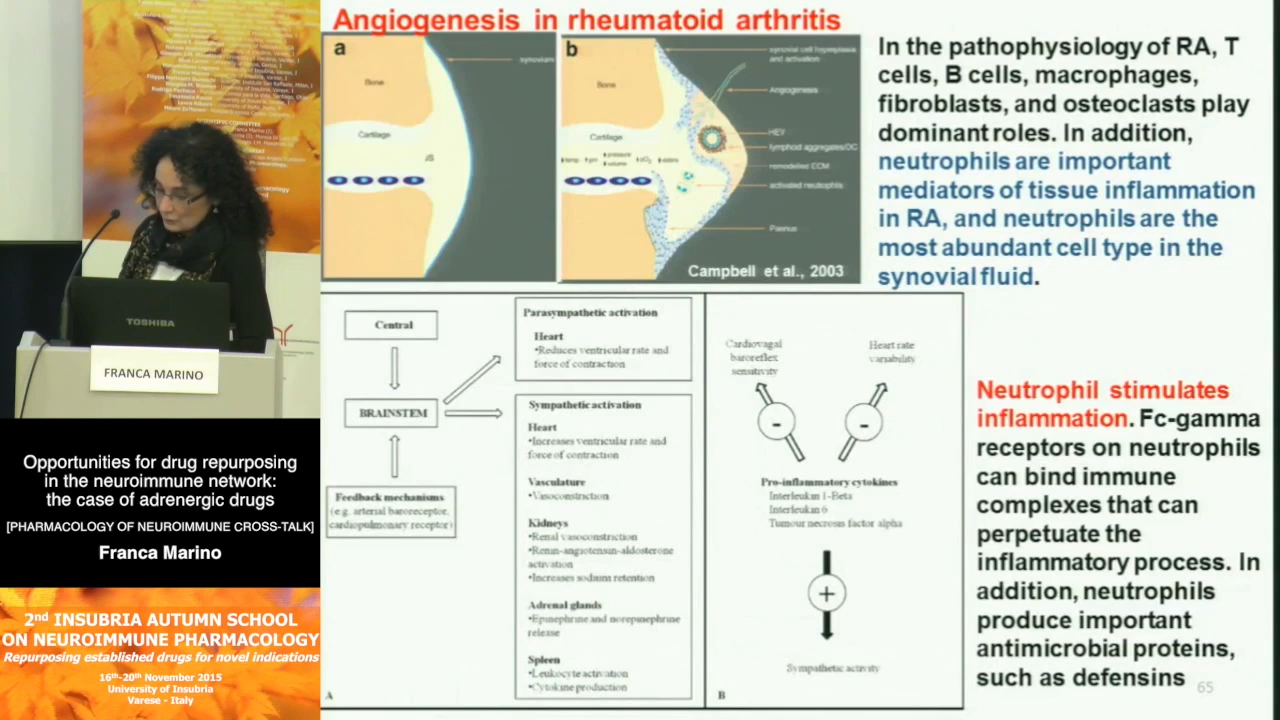 Angiogenesis in rheumatoid arthritis
a
synovium
Bone
Cartilage
JS
b
synovial cell hyperplasia
and activation
Bone
Angiogenesis
Cartilage
HEV
lymphoid aggregates/DC
pressure
volume
remodelled ECM
activated neutrophils
Pannus
Campbell et al., 2003
In the pathophysiology of RA, T
cells, B cells, macrophages,
fibroblasts, and osteoclasts play
dominant roles. In addition,
neutrophils are important
mediators of tissue inflammation
in RA, and neutrophils are the
most abundant cell type in the
synovial fluid.
Central
BRAINSTEM
Feedback mechanisms
(e.g. arterial baroreceptor,
cardiopulmonary receptor)
Parasympathetic activation
Heart
•Reduces ventricular rate and
force of contraction
Sympathetic activation
Heart
•Increases ventricular rate and
force of contraction
Vasculature
•Vasoconstriction
Kidneys
•Renal vasoconstriction
•Renin-angiotensin-aldosterone
activation
•Increases sodium retention
Adrenal glands
•Epinephrine and norepinephrine
release
Spleen
•Leukocyte activation
•Cytokine production
A
Cardiovagal
baroreflex
sensitivity
Heart rate
variability
-
-
Pro-inflammatory cytokines
Interleukin 1-Beta
Interleukin 6
Tumour necrosis factor alpha
+
Sympathetic activity
B
Neutrophil stimulates
inflammation. Fc-gamma
receptors on neutrophils
can bind immune
complexes that can
perpetuate the
inflammatory process. In
addition, neutrophils
produce important
antimicrobial proteins,
such as defensins
65
TOSHIBA
FRANCA MARINO
Opportunities for drug repurposing
in the neuroimmune network:
the case of adrenergic drugs
[PHARMACOLOGY OF NEUROIMMUNE CROSS-TALK]
Franca Marino
2nd INSUBRIA AUTUMN SCHOOL
ON NEUROIMMUNE PHARMACOLOGY
Repurposing established drugs for novel indications
16th-20th November 2015
University of Insubria
Varese - Italy